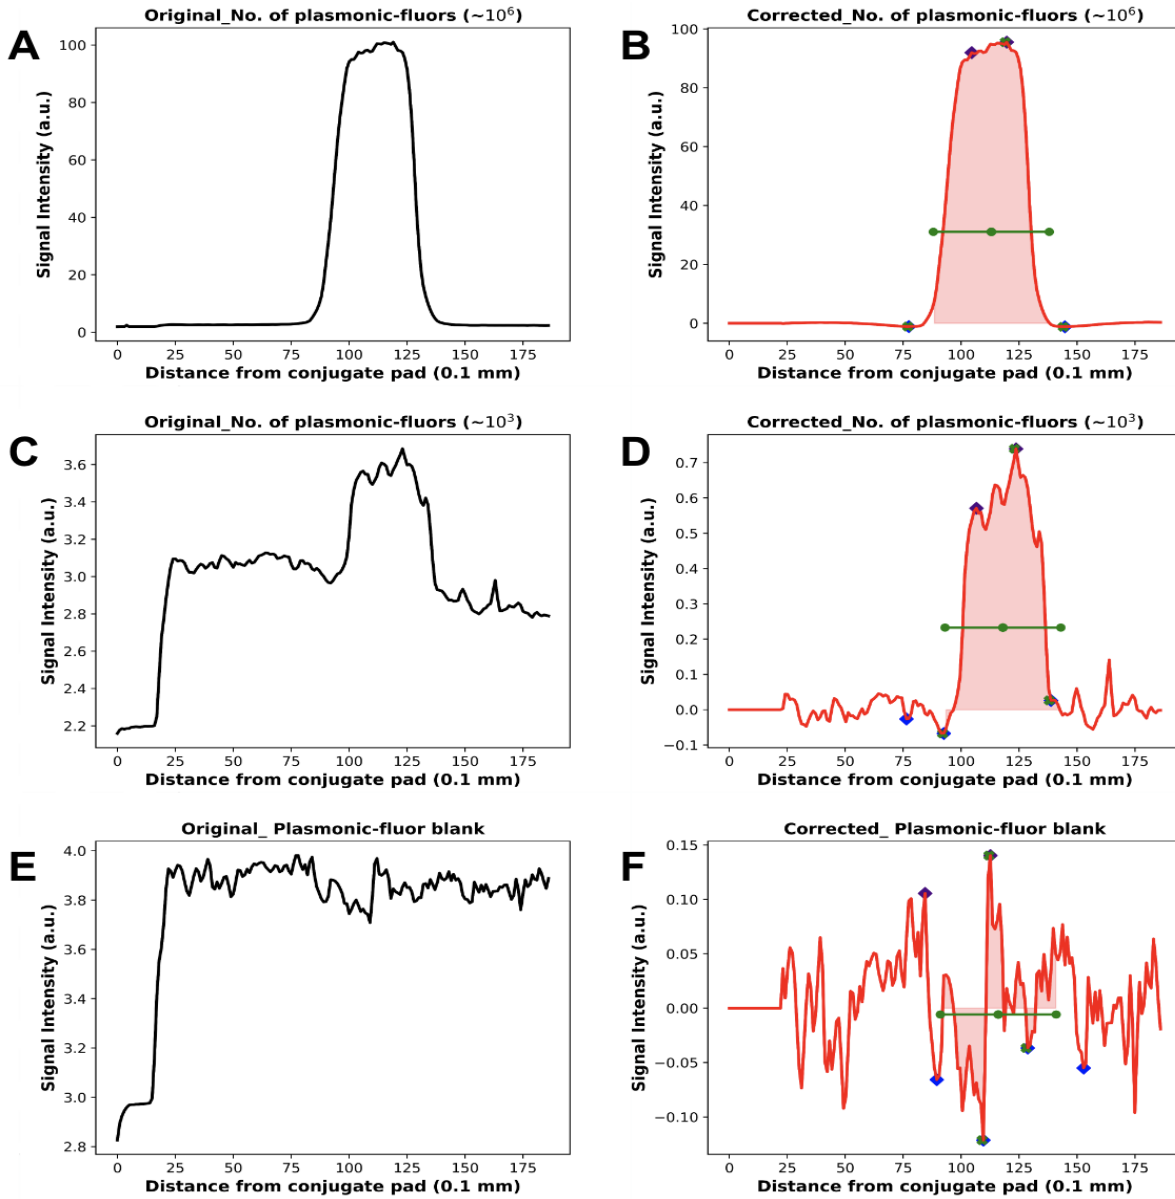 A
Original_No. of plasmonic-fluors (~10⁶)
Signal Intensity (a.u.)
100
80
60
40
20
0
0 25 50 75 100 125 150 175
Distance from conjugate pad (0.1 mm)
B
Corrected_No. of plasmonic-fluors (~10⁶)
Signal Intensity (a.u.)
100
80
60
40
20
0
0 25 50 75 100 125 150 175
Distance from conjugate pad (0.1 mm)
C
Original_No. of plasmonic-fluors (~10³)
Signal Intensity (a.u.)
3.6
3.4
3.2
3.0
2.8
2.6
2.4
2.2
0 25 50 75 100 125 150 175
Distance from conjugate pad (0.1 mm)
D
Corrected_No. of plasmonic-fluors (~10³)
Signal Intensity (a.u.)
0.7
0.6
0.5
0.4
0.3
0.2
0.1
0.0
−0.1
0 25 50 75 100 125 150 175
Distance from conjugate pad (0.1 mm)
E
Original_ Plasmonic-fluor blank
Signal Intensity (a.u.)
4.0
3.8
3.6
3.4
3.2
3.0
2.8
0 25 50 75 100 125 150 175
Distance from conjugate pad (0.1 mm)
F
Corrected_ Plasmonic-fluor blank
Signal Intensity (a.u.)
0.15
0.10
0.05
0.00
−0.05
−0.10
0 25 50 75 100 125 150 175
Distance from conjugate pad (0.1 mm)